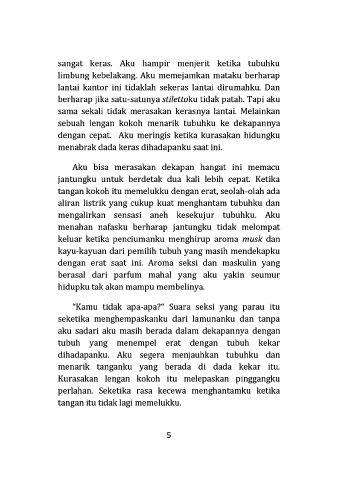 sangat keras. Aku hampir menjerit ketika tubuhku
limbung kebelakang. Aku memejamkan mataku berharap
lantai kantor ini tidaklah sekeras lantai dirumahku. Dan
berharap jika satu-satunya stilettoku tidak patah. Tapi aku
sama sekali tidak merasakan kerasnya lantai. Melainkan
sebuah lengan kokoh menarik tubuhku ke dekapannya
dengan cepat. Aku meringis ketika kurasakan hidungku
menabrak dada keras dihadapanku saat ini.
Aku bisa merasakan dekapan hangat ini memacu
jantungku untuk berdetak dua kali lebih cepat. Ketika
tangan kokoh itu memelukku dengan erat, seolah-olah ada
aliran listrik yang cukup kuat menghantam tubuhku dan
mengalirkan sensasi aneh kesekujur tubuhku. Aku
menahan nafasku berharap jantungku tidak melompat
keluar ketika penciumanku menghirup aroma musk dan
kayu-kayuan dari pemilih tubuh yang masih mendekapku
dengan erat saat ini. Aroma seksi dan maskulin yang
berasal dari parfum mahal yang aku yakin seumur
hidupku tak akan mampu membelinya.
"Kamu tidak apa-apa?" Suara seksi yang parau itu
seketika menghempaskanku dari lamunanku dan tanpa
aku sadari aku masih berada dalam dekapannya dengan
tubuh yang menempel erat dengan tubuh kekar
dihadapanku. Aku segera menjauhkan tubuhku dan
menarik tanganku yang berada di dada kekar itu.
Kurasakan lengan kokoh itu melepaskan pinggangku
perlahan. Seketika rasa kecewa menghantamku ketika
tangan itu tidak lagi memelukku.
5